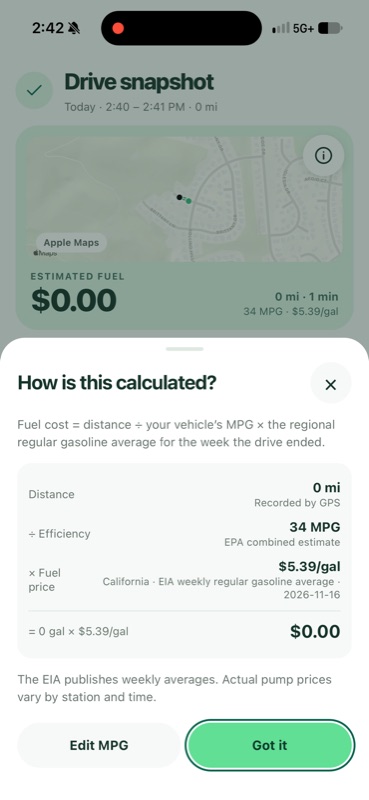 2:42
5G+
Drive snapshot
Today · 2:40 – 2:41 PM · 0 mi
Apple Maps
Maps
ESTIMATED FUEL
$0.00
0 mi · 1 min
34 MPG · $5.39/gal
How is this calculated?
Fuel cost = distance ÷ your vehicle’s MPG × the regional
regular gasoline average for the week the drive ended.
Distance
0 mi
Recorded by GPS
÷ Efficiency
34 MPG
EPA combined estimate
× Fuel
price
$5.39/gal
California · EIA weekly regular gasoline average ·
2026-11-16
= 0 gal × $5.39/gal
$0.00
The EIA publishes weekly averages. Actual pump prices
vary by station and time.
Edit MPG
Got it